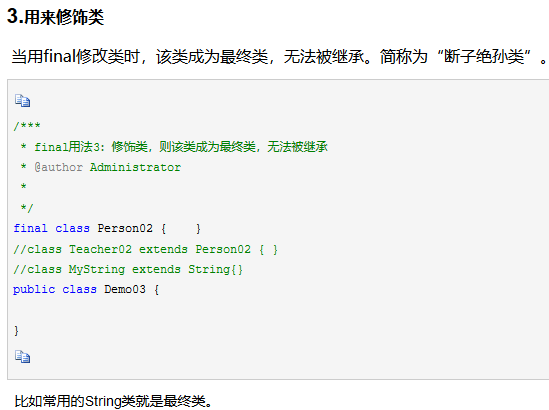 3.用来修饰类
当用final修改类时，该类成为最终类，无法被继承。简称为“断子绝孙类”。
/***
 * final用法3：修饰类，则该类成为最终类，无法被继承
 * @author Administrator
 *
 */
final class Person02 {    }
//class Teacher02 extends Person02 { }
//class MyString extends String{}
public class Demo03 {
}
比如常用的String类就是最终类。